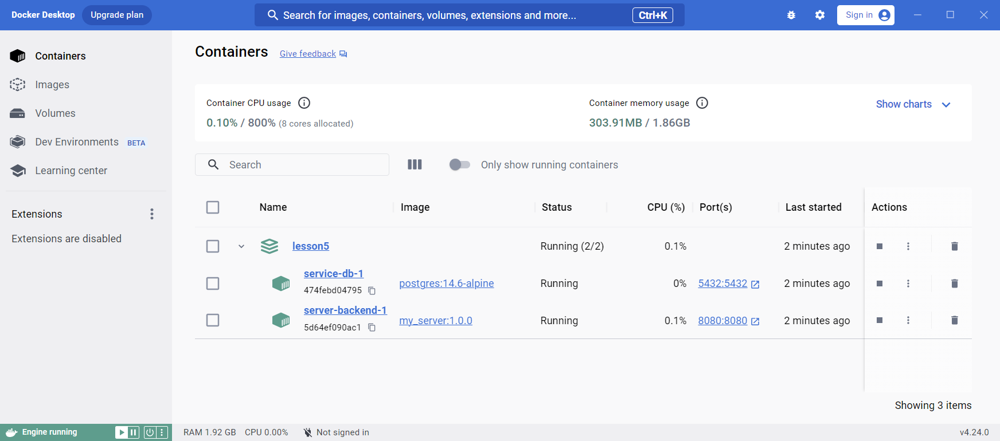 Docker Desktop Upgrade plan Search for images, containers, volumes, extensions and more... Ctrl+K Sign in
Containers
Images
Volumes
Dev Environments BETA
Learning center
Extensions
Extensions are disabled
Containers Give feedback
Container CPU usage
0.10% / 800% (8 cores allocated)
Container memory usage
303.91MB / 1.86GB
Show charts
Search Only show running containers
Name Image Status CPU (%) Port(s) Last started Actions
lesson5 Running (2/2) 0.1% 2 minutes ago
service-db-1
474febd04795 postgres:14.6-alpine Running 0% 5432:5432 2 minutes ago
server-backend-1
5d64ef090ac1 my_server:1.0.0 Running 0.1% 8080:8080 2 minutes ago
Showing 3 items
Engine running RAM 1.92 GB CPU 0.00% Not signed in v4.24.0